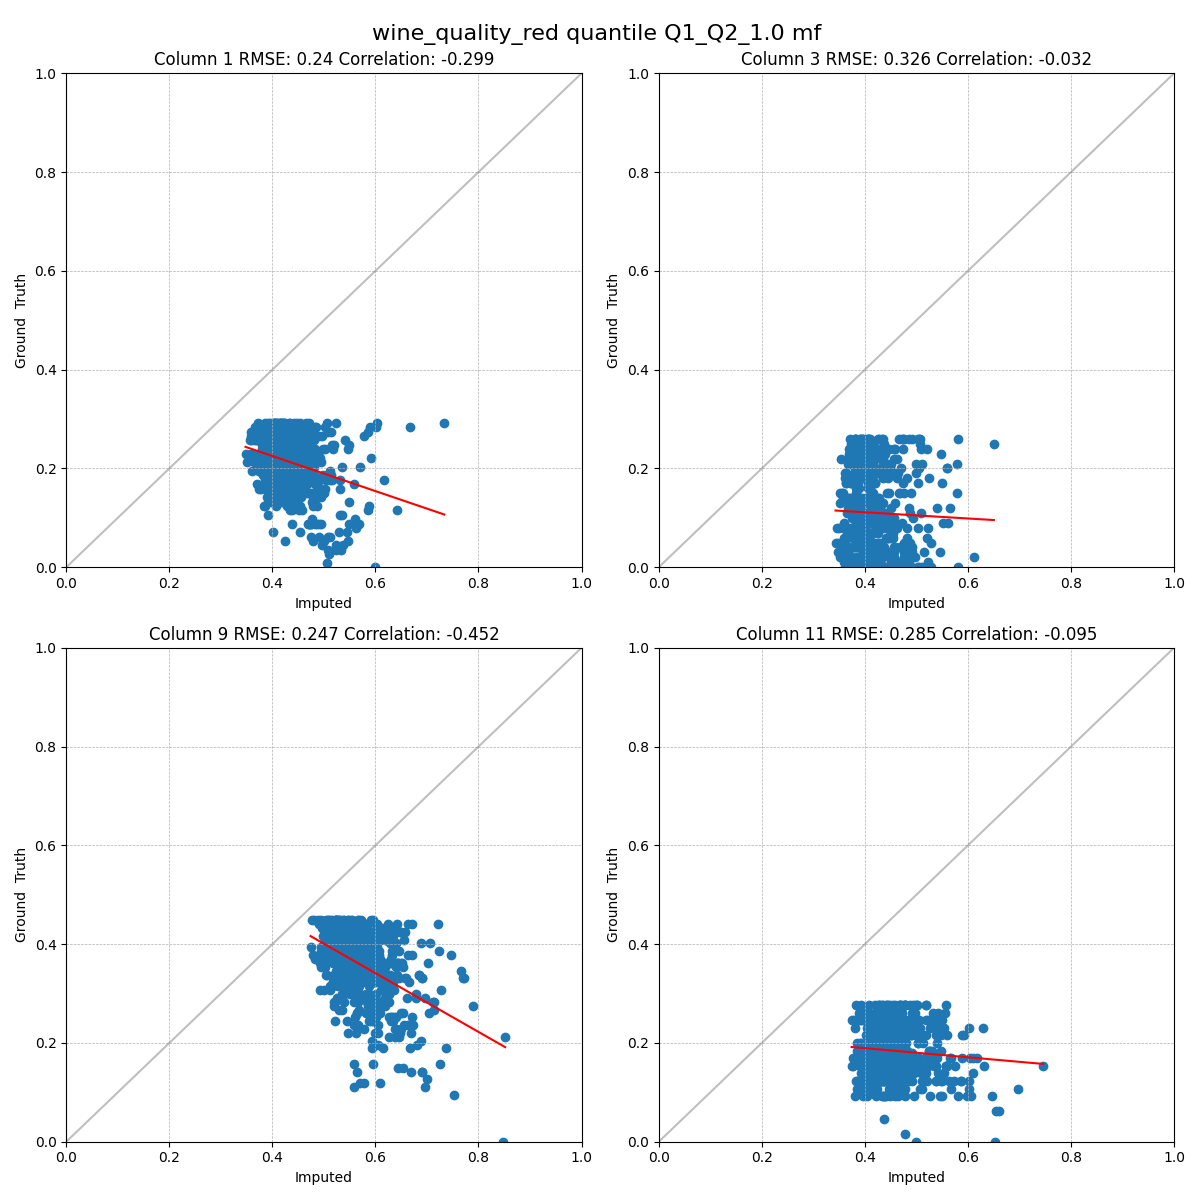 wine_quality_red quantile Q1_Q2_1.0 mf
Column 1 RMSE: 0.24 Correlation: -0.299
1.0
0.8
0.6
0.4
0.2
0.0
Ground Truth
0.0 0.2 0.4 0.6 0.8 1.0
Imputed
Column 3 RMSE: 0.326 Correlation: -0.032
1.0
0.8
0.6
0.4
0.2
0.0
Ground Truth
0.0 0.2 0.4 0.6 0.8 1.0
Imputed
Column 9 RMSE: 0.247 Correlation: -0.452
1.0
0.8
0.6
0.4
0.2
0.0
Ground Truth
0.0 0.2 0.4 0.6 0.8 1.0
Imputed
Column 11 RMSE: 0.285 Correlation: -0.095
1.0
0.8
0.6
0.4
0.2
0.0
Ground Truth
0.0 0.2 0.4 0.6 0.8 1.0
Imputed